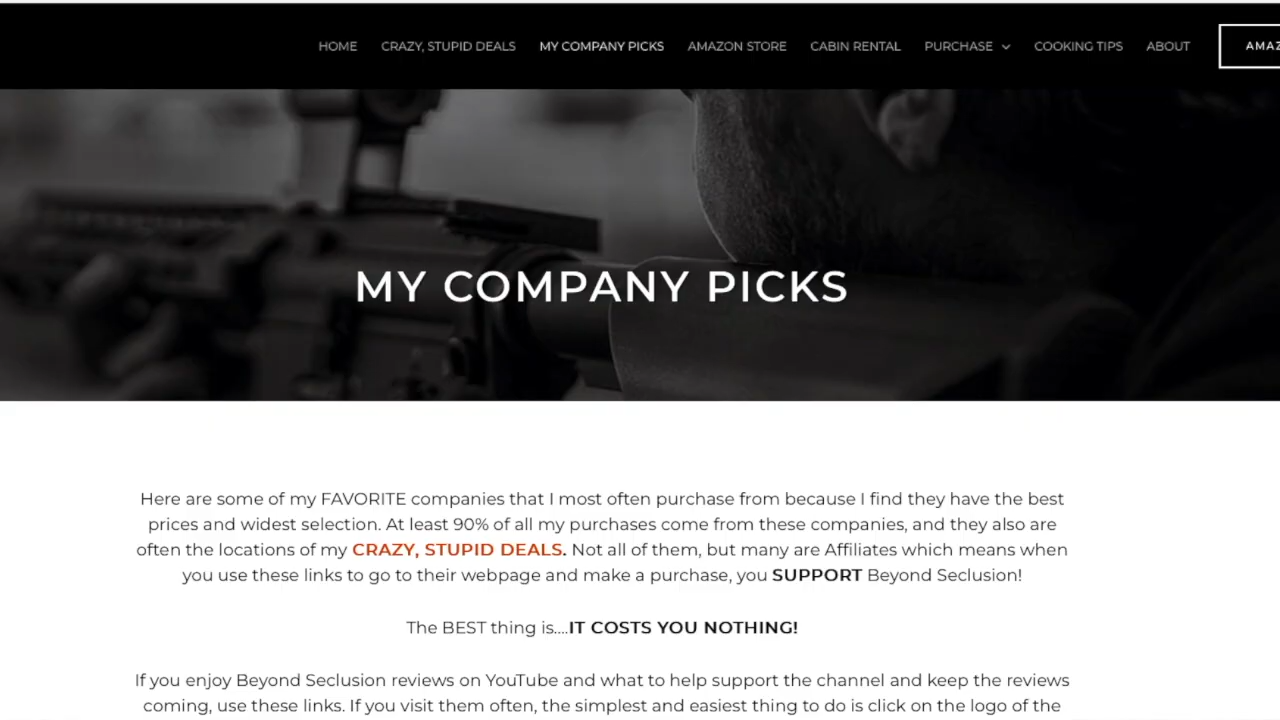 HOME CRAZY, STUPID DEALS MY COMPANY PICKS AMAZON STORE CABIN RENTAL PURCHASE COOKING TIPS ABOUT
MY COMPANY PICKS
Here are some of my FAVORITE companies that I most often purchase from because I find they have the best
prices and widest selection. At least 90% of all my purchases come from these companies, and they also are
often the locations of my CRAZY, STUPID DEALS. Not all of them, but many are Affiliates which means when
you use these links to go to their webpage and make a purchase, you SUPPORT Beyond Seclusion!
The BEST thing is....IT COSTS YOU NOTHING!
If you enjoy Beyond Seclusion reviews on YouTube and what to help support the channel and keep the reviews
coming, use these links. If you visit them often, the simplest and easiest thing to do is click on the logo of the